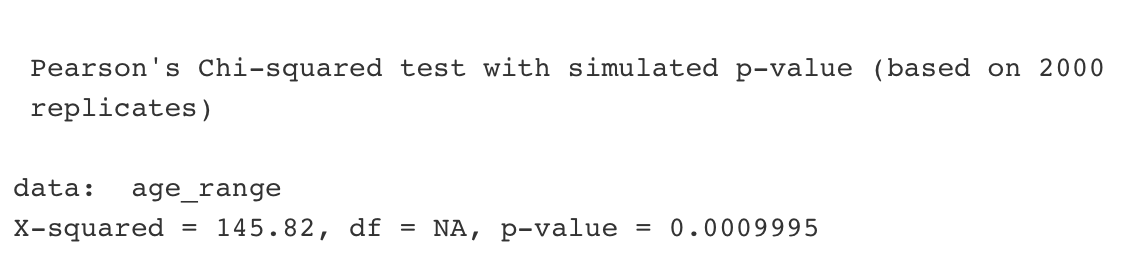 Pearson's Chi-squared test with simulated p-value (based on 2000
replicates)
data:  age_range
X-squared = 145.82, df = NA, p-value = 0.0009995